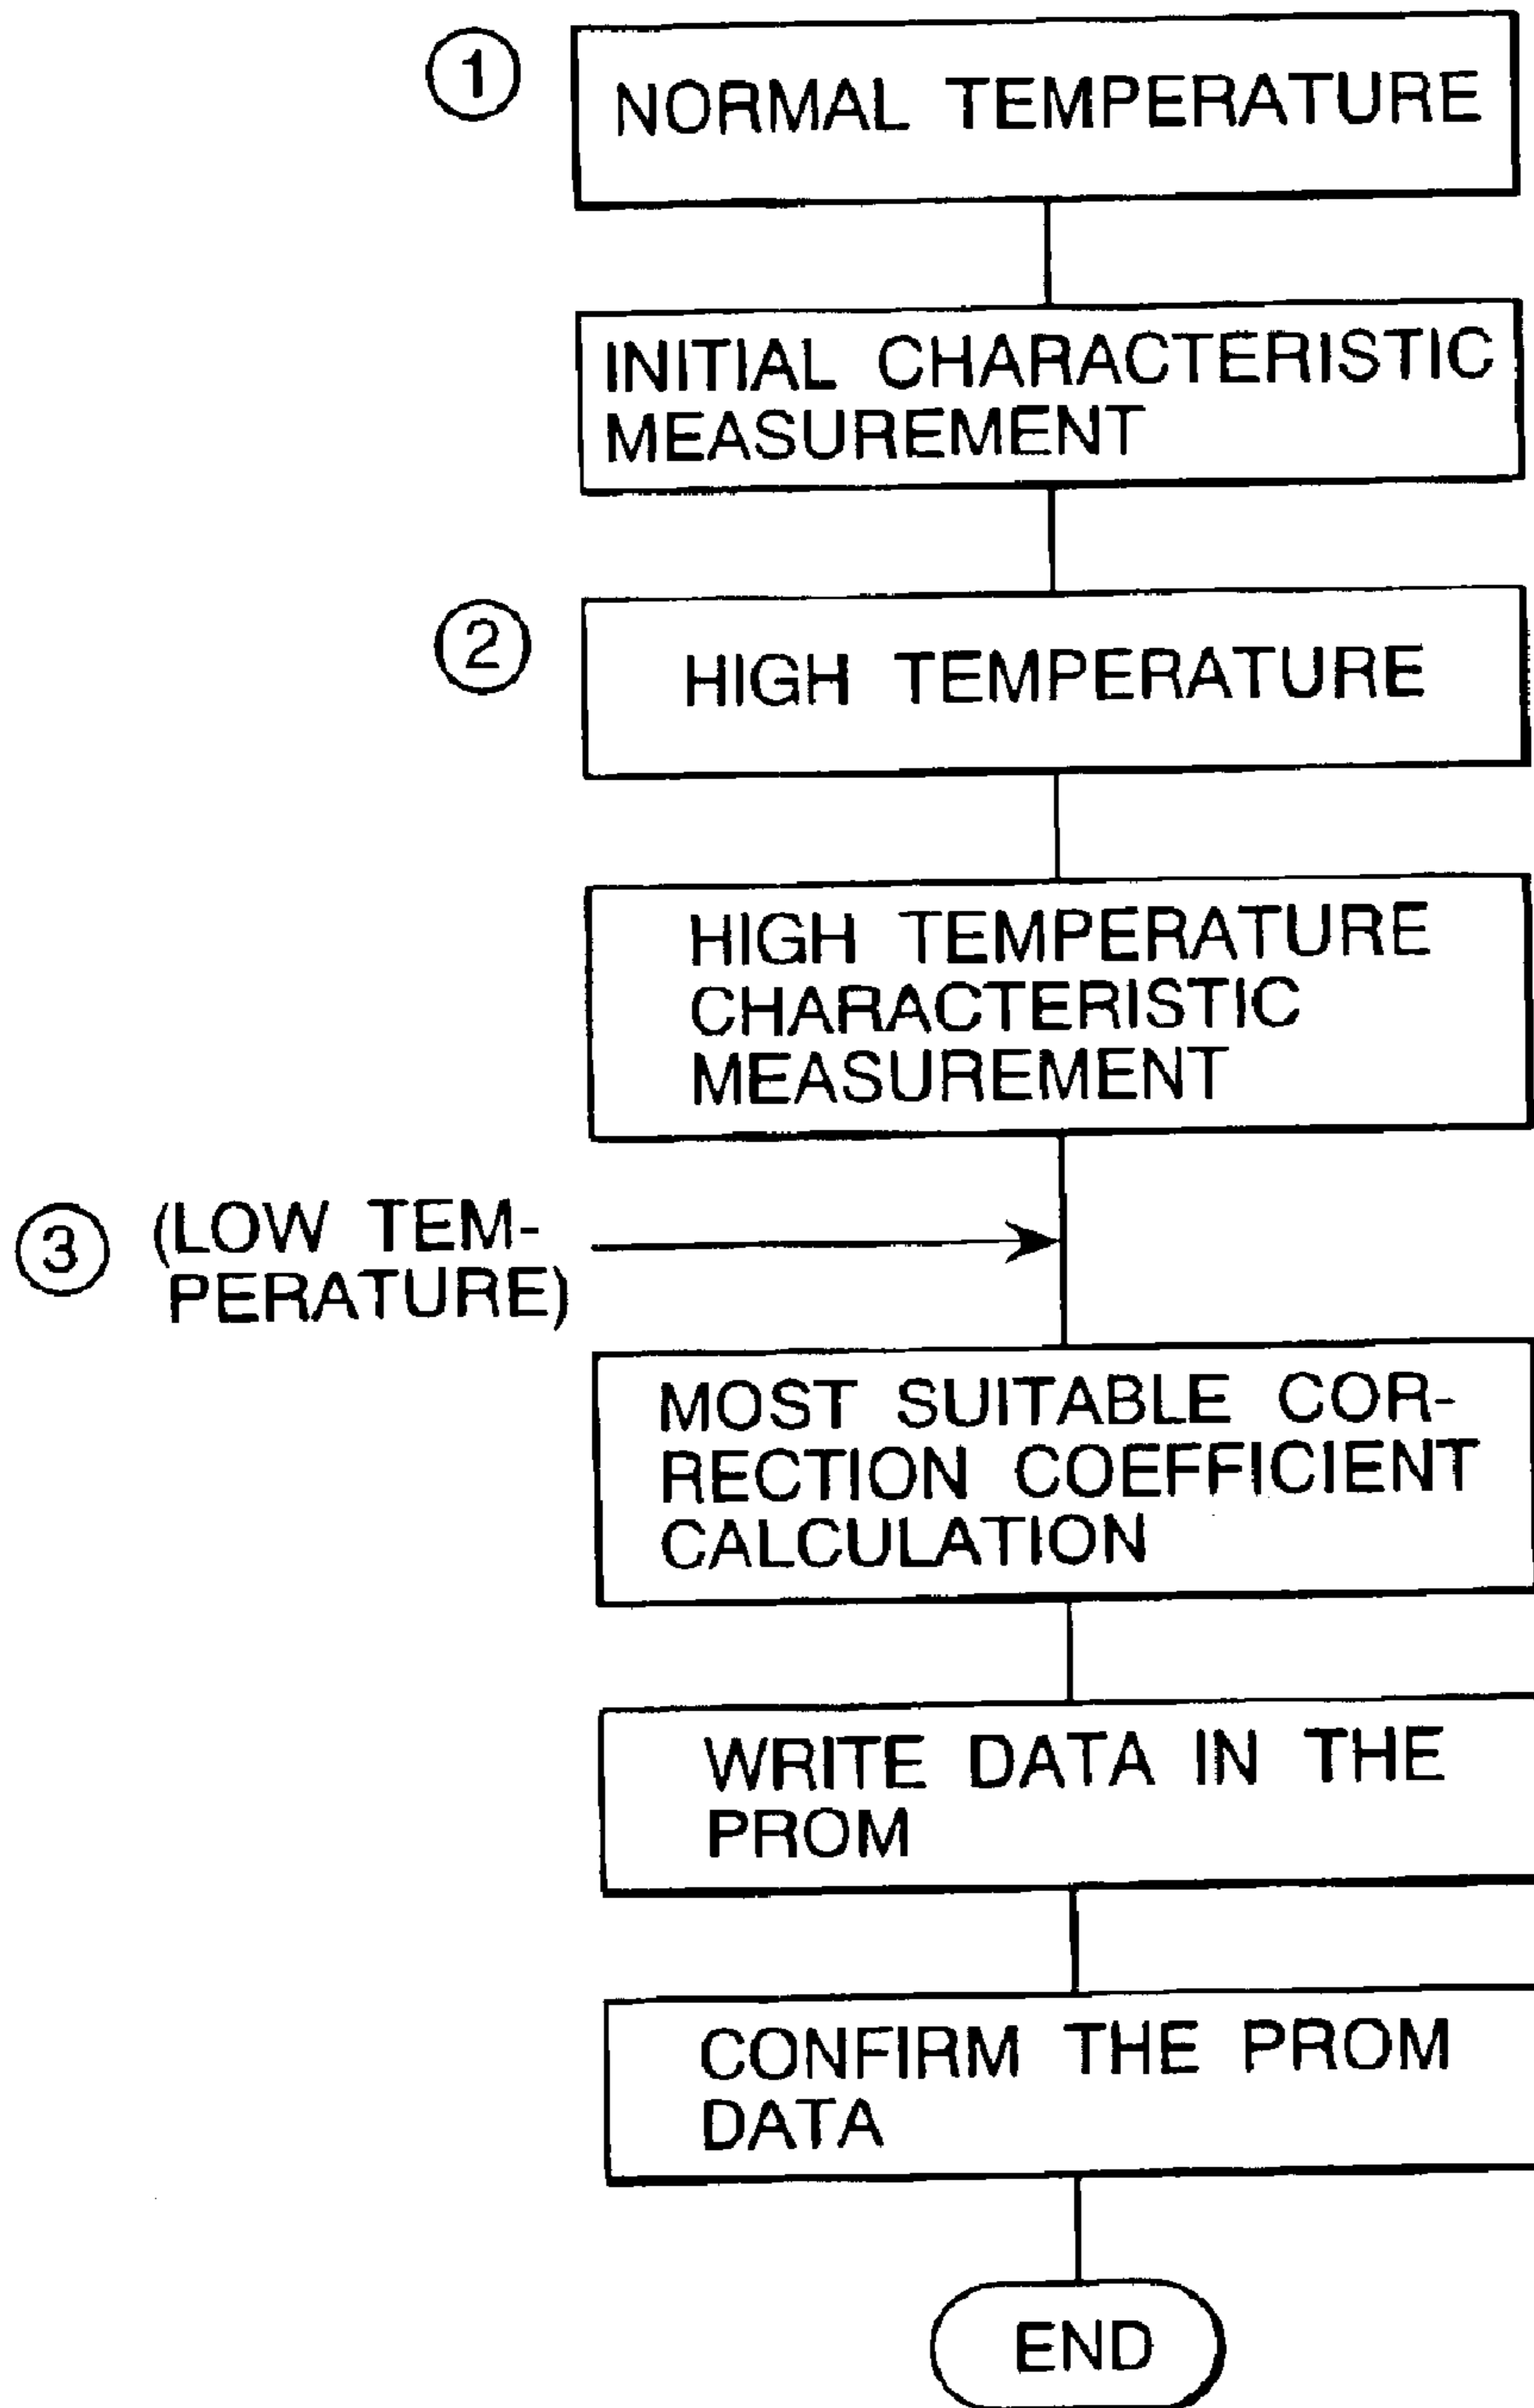 ① NORMAL TEMPERATURE
INITIAL CHARACTERISTIC
MEASUREMENT
② HIGH TEMPERATURE
HIGH TEMPERATURE
CHARACTERISTIC
MEASUREMENT
③ (LOW TEM-
PERATURE)
MOST SUITABLE COR-
RECTION COEFFICIENT
CALCULATION
WRITE DATA IN THE
PROM
CONFIRM THE PROM
DATA
END